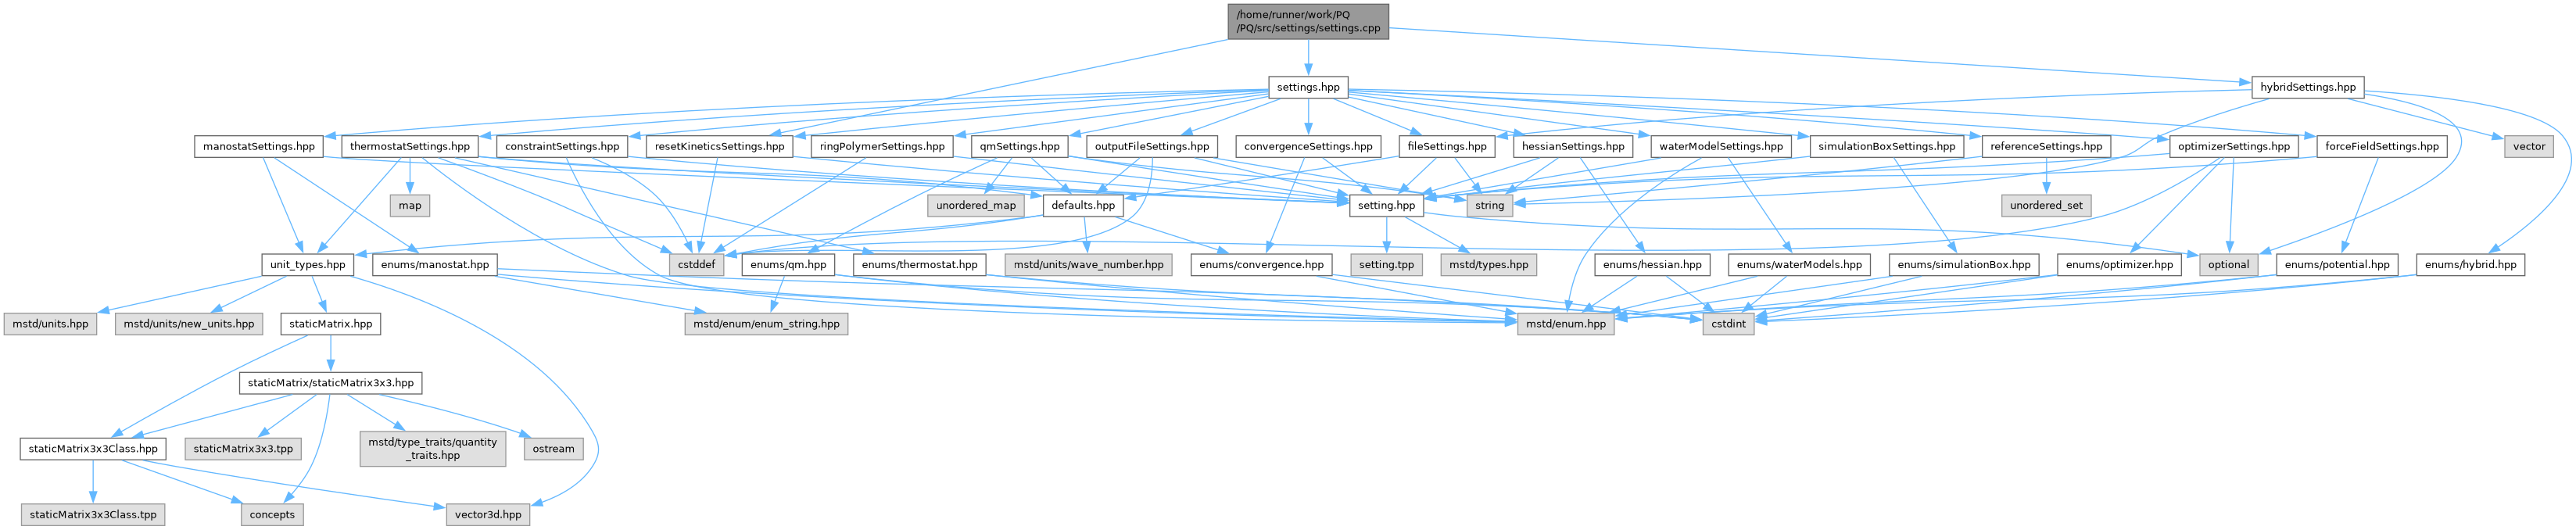 /home/runner/work/PQ
/PQ/src/settings/settings.cpp
settings.hpp
hybridSettings.hpp
manostatSettings.hpp
thermostatSettings.hpp
constraintSettings.hpp
resetKineticsSettings.hpp
ringPolymerSettings.hpp
qmSettings.hpp
outputFileSettings.hpp
convergenceSettings.hpp
fileSettings.hpp
hessianSettings.hpp
waterModelSettings.hpp
simulationBoxSettings.hpp
referenceSettings.hpp
optimizerSettings.hpp
forceFieldSettings.hpp
vector
map
unordered_map
defaults.hpp
setting.hpp
string
unordered_set
unit_types.hpp
enums/manostat.hpp
cstddef
enums/qm.hpp
enums/thermostat.hpp
mstd/units/wave_number.hpp
enums/convergence.hpp
setting.tpp
mstd/types.hpp
enums/hessian.hpp
enums/waterModels.hpp
enums/simulationBox.hpp
enums/optimizer.hpp
optional
enums/potential.hpp
enums/hybrid.hpp
mstd/units.hpp
mstd/units/new_units.hpp
staticMatrix.hpp
mstd/enum/enum_string.hpp
mstd/enum.hpp
cstdint
staticMatrix/staticMatrix3x3.hpp
staticMatrix3x3Class.hpp
staticMatrix3x3.tpp
mstd/type_traits/quantity
_traits.hpp
ostream
staticMatrix3x3Class.tpp
concepts
vector3d.hpp